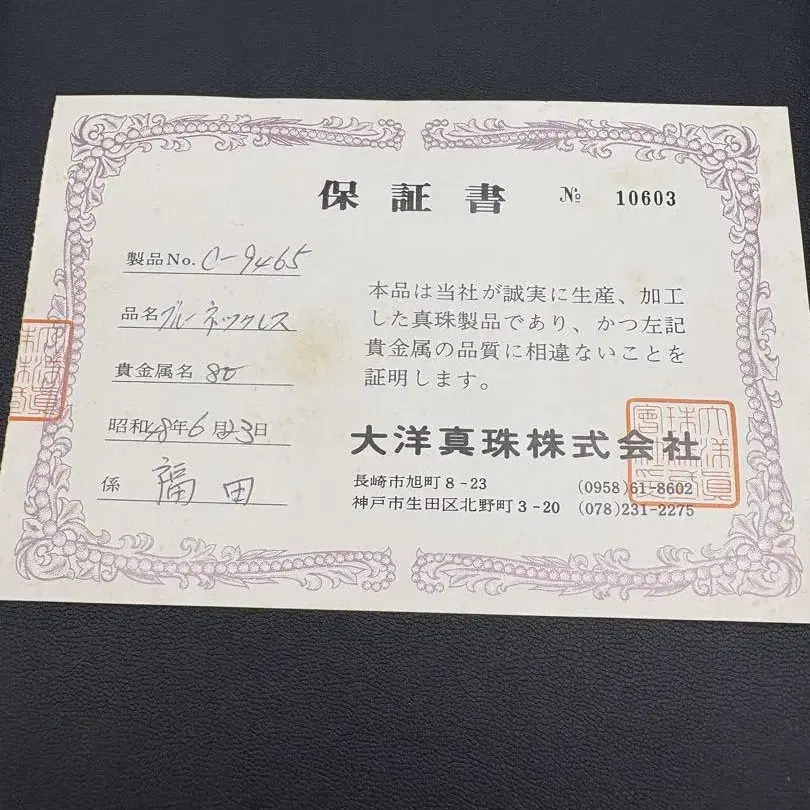 保証書 № 10603
製品No. C-9465
品名 ブルーネックレス
貴金属名
昭和48年6月23日
係 福田
本品は当社が誠実に生産、加工
した真珠製品であり、かつ左記
貴金属の品質に相違ないことを
証明します。
大洋真珠株式会社
長崎市旭町8-23 (0958)61-8602
神戸市生田区北野町3-20 (078)231-2275